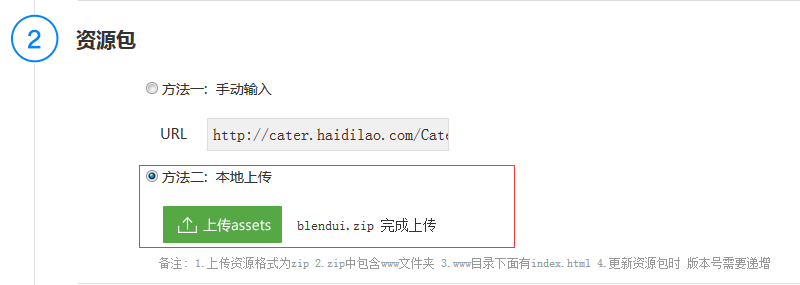 2 资源包
方法一: 手动输入
URL http://cater.haidilao.com/Cate
方法二: 本地上传
上传assets blendui.zip 完成上传
备注: 1.上传资源格式为zip 2.zip中包含www文件夹 3.www目录下面有index.html 4.更新资源包时 版本号需要递增